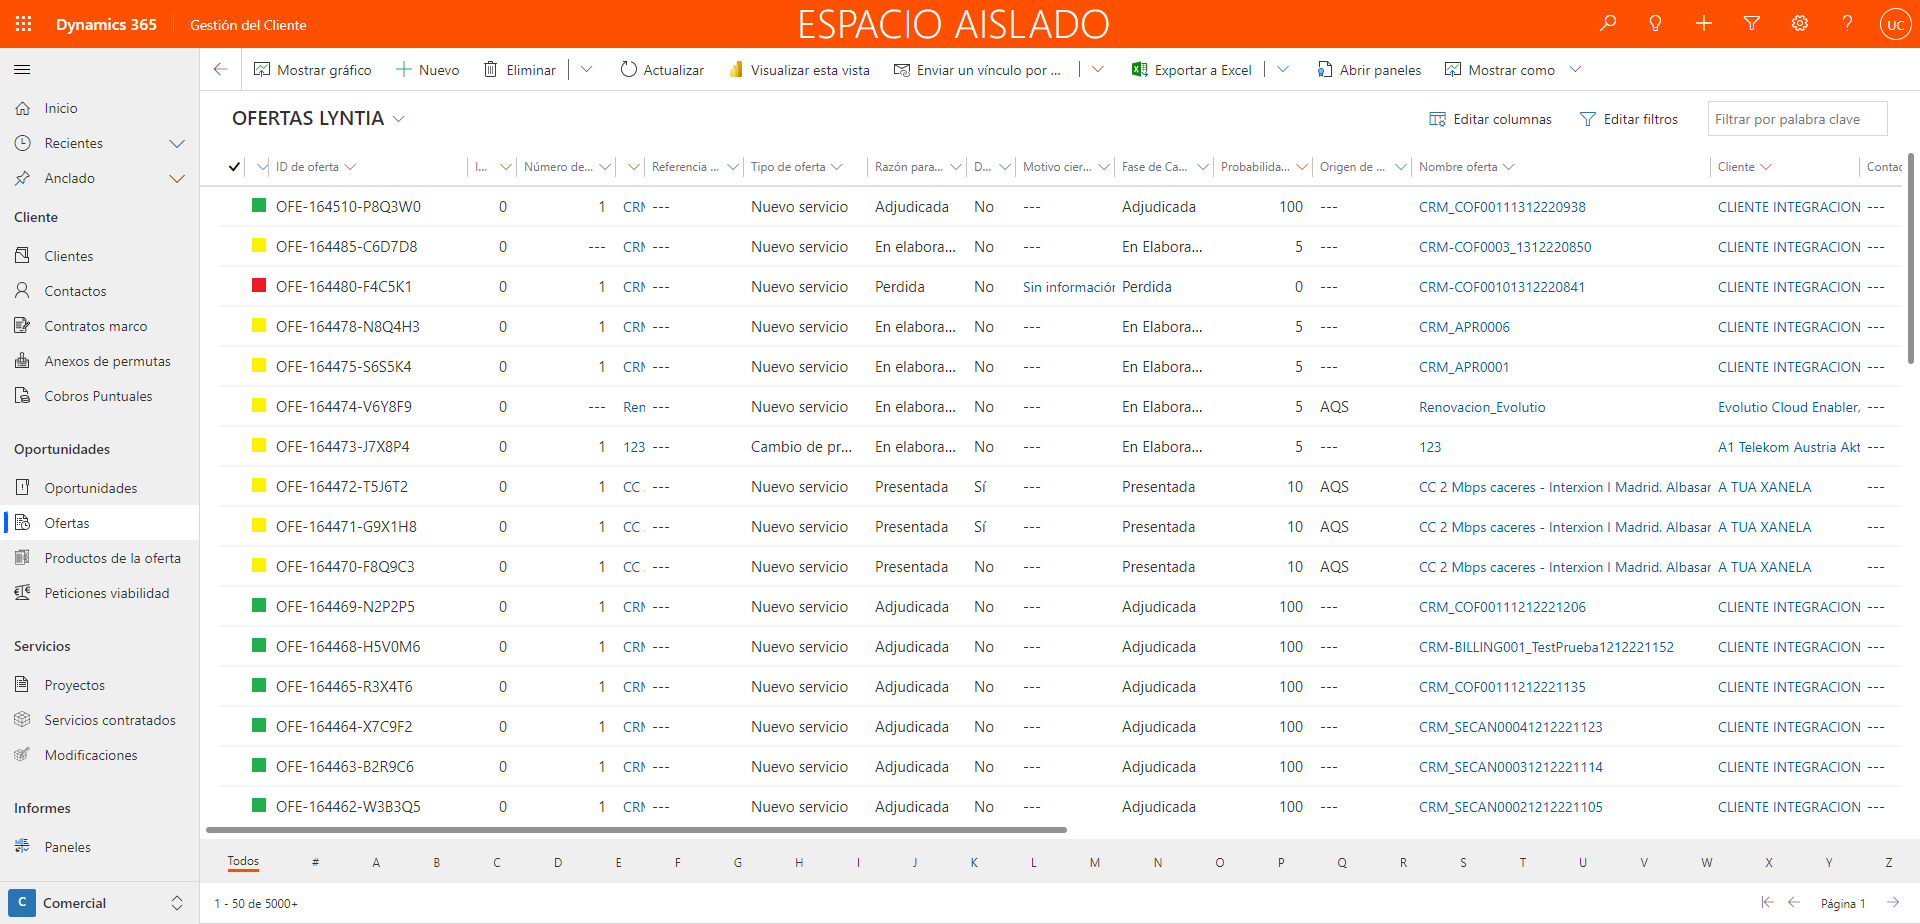 Dynamics 365 Gestión del Cliente ESPACIO AISLADO UC
Mostrar gráfico Nuevo Eliminar Actualizar Visualizar esta vista Enviar un vínculo por ... Exportar a Excel Abrir paneles Mostrar como
Inicio
Recientes
Anclado
Cliente
Clientes
Contactos
Contratos marco
Anexos de permutas
Cobros Puntuales
Oportunidades
Oportunidades
Ofertas
Productos de la oferta
Peticiones viabilidad
Servicios
Proyectos
Servicios contratados
Modificaciones
Informes
Paneles
C Comercial
OFERTAS LYNTIA Editar columnas Editar filtros Filtrar por palabra clave
ID de oferta I... Número de... Referencia ... Tipo de oferta Razón para... D... Motivo cier... Fase de Ca... Probabilida... Origen de ... Nombre oferta Cliente Contac
OFE-164510-P8Q3W0 0 1 CRM --- Nuevo servicio Adjudicada No --- Adjudicada 100 --- CRM_COF00111312220938 CLIENTE INTEGRACION ---
OFE-164485-C6D7D8 0 --- CRM --- Nuevo servicio En elabora... No --- En Elabora... 5 --- CRM-COF0003_1312220850 CLIENTE INTEGRACION ---
OFE-164480-F4C5K1 0 1 CRM --- Nuevo servicio Perdida No Sin información Perdida 0 --- CRM-COF00101312220841 CLIENTE INTEGRACION ---
OFE-164478-N8Q4H3 0 1 CRM --- Nuevo servicio En elabora... No --- En Elabora... 5 --- CRM_APR0006 CLIENTE INTEGRACION ---
OFE-164475-S6S5K4 0 1 CRM --- Nuevo servicio En elabora... No --- En Elabora... 5 --- CRM_APR0001 CLIENTE INTEGRACION ---
OFE-164474-V6Y8F9 0 --- Ren --- Nuevo servicio En elabora... No --- En Elabora... 5 AQS Renovacion_Evolutio Evolutio Cloud Enabler, ---
OFE-164473-J7X8P4 0 1 123 --- Cambio de pr... En elabora... No --- En Elabora... 5 --- 123 A1 Telekom Austria Akt ---
OFE-164472-T5J6T2 0 1 CC --- Nuevo servicio Presentada Sí --- Presentada 10 AQS CC 2 Mbps caceres - Interxion I Madrid. Albasar A TUA XANELA ---
OFE-164471-G9X1H8 0 1 CC --- Nuevo servicio Presentada Sí --- Presentada 10 AQS CC 2 Mbps caceres - Interxion I Madrid. Albasar A TUA XANELA ---
OFE-164470-F8Q9C3 0 1 CC --- Nuevo servicio Presentada No --- Presentada 10 AQS CC 2 Mbps caceres - Interxion I Madrid. Albasar A TUA XANELA ---
OFE-164469-N2P2P5 0 1 CRM --- Nuevo servicio Adjudicada No --- Adjudicada 100 --- CRM_COF00111212221206 CLIENTE INTEGRACION ---
OFE-164468-H5V0M6 0 1 CRM --- Nuevo servicio Adjudicada No --- Adjudicada 100 --- CRM-BILLING001_TestPrueba1212221152 CLIENTE INTEGRACION ---
OFE-164465-R3X4T6 0 1 CRM --- Nuevo servicio Adjudicada No --- Adjudicada 100 --- CRM_COF00111212221135 CLIENTE INTEGRACION ---
OFE-164464-X7C9F2 0 1 CRM --- Nuevo servicio Adjudicada No --- Adjudicada 100 --- CRM_SECAN00041212221123 CLIENTE INTEGRACION ---
OFE-164463-B2R9C6 0 1 CRM --- Nuevo servicio Adjudicada No --- Adjudicada 100 --- CRM_SECAN00031212221114 CLIENTE INTEGRACION ---
OFE-164462-W3B3Q5 0 1 CRM --- Nuevo servicio Adjudicada No --- Adjudicada 100 --- CRM_SECAN00021212221105 CLIENTE INTEGRACION ---
Todos # A B C D E F G H I J K L M N O P Q R S T U V W X Y Z
1 - 50 de 5000+ Página 1